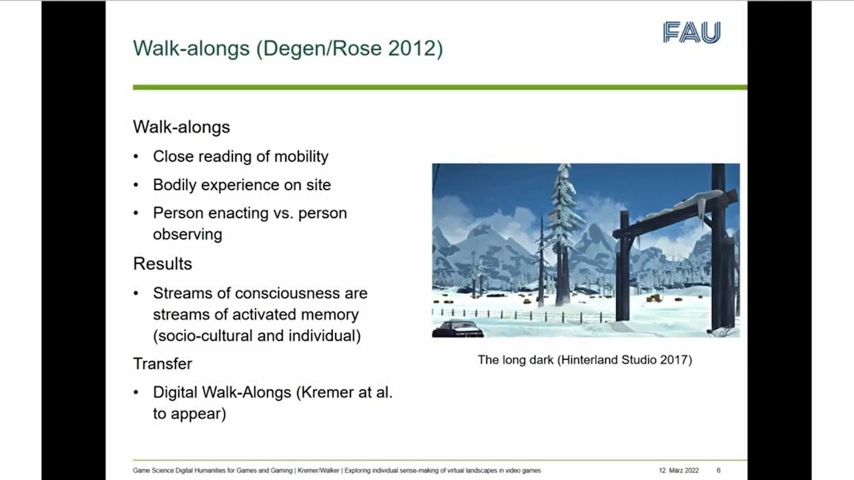 FAU
Walk-alongs (Degen/Rose 2012)
Walk-alongs
• Close reading of mobility
• Bodily experience on site
• Person enacting vs. person
observing
Results
• Streams of consciousness are
streams of activated memory
(socio-cultural and individual)
Transfer
• Digital Walk-Alongs (Kremer at al.
to appear)
The long dark (Hinterland Studio 2017)
Game Science Digital Humanities for Games and Gaming | Kremer/Walker | Exploring individual sense-making of virtual landscapes in video games
12. März 2022
6